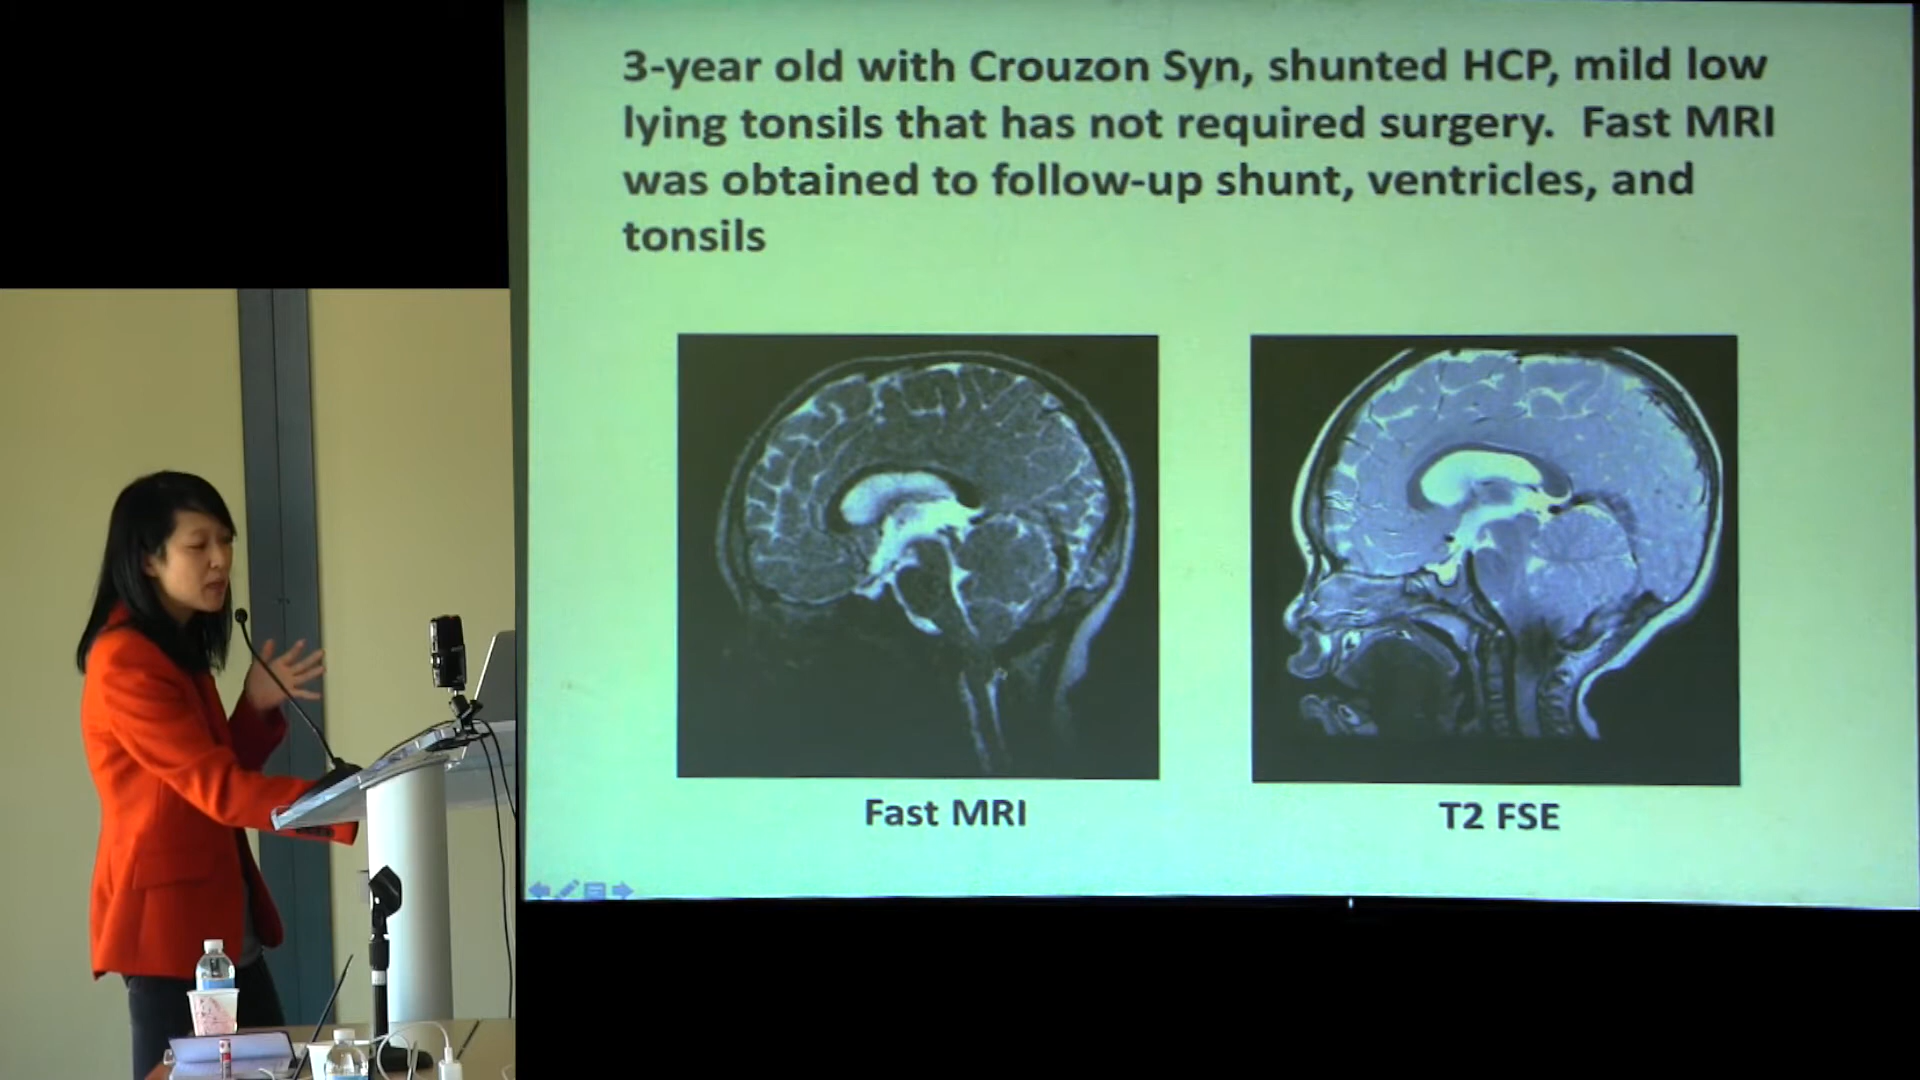 3-year old with Crouzon Syn, shunted HCP, mild low
lying tonsils that has not required surgery.  Fast MRI
was obtained to follow-up shunt, ventricles, and
tonsils
Fast MRI
T2 FSE